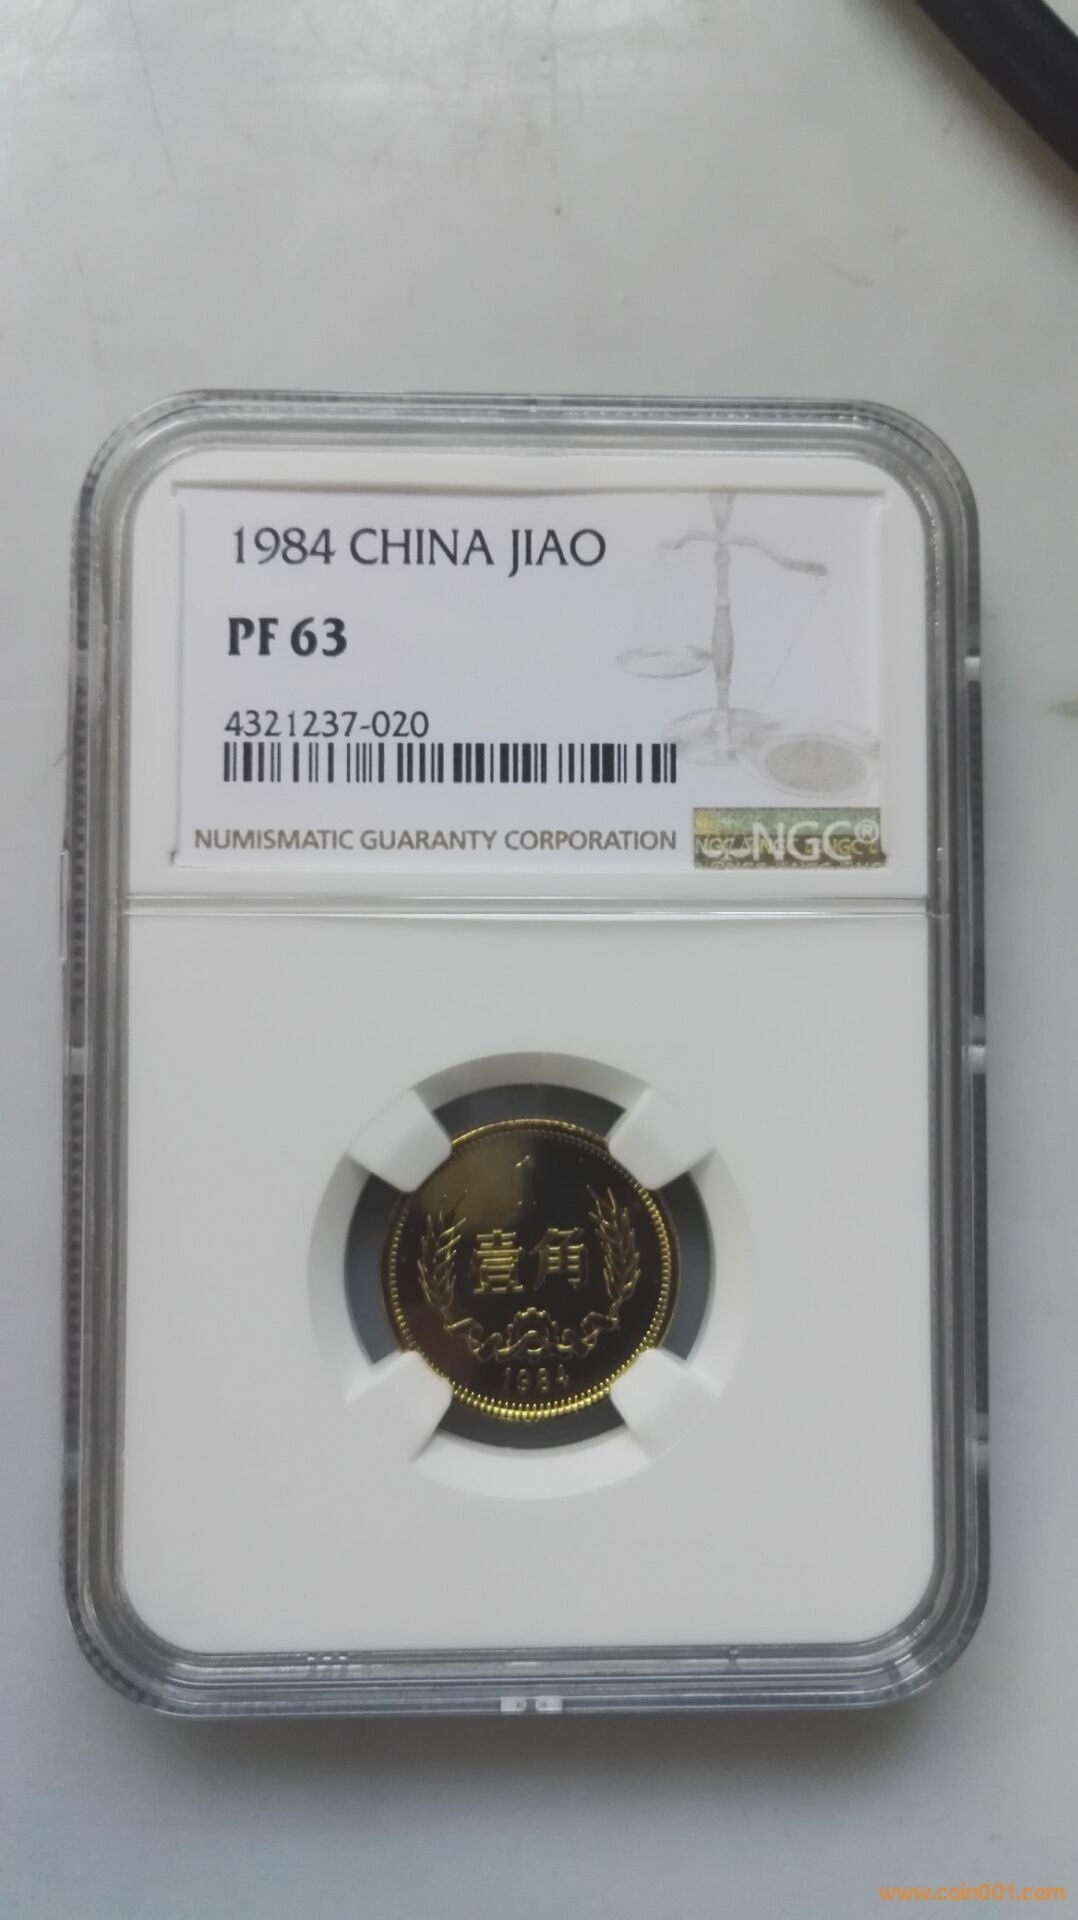 1984 CHINA JIAO
PF 63
4321237-020
NUMISMATIC GUARANTY CORPORATION
NGC®
1
壹角
1984
www.coin001.com